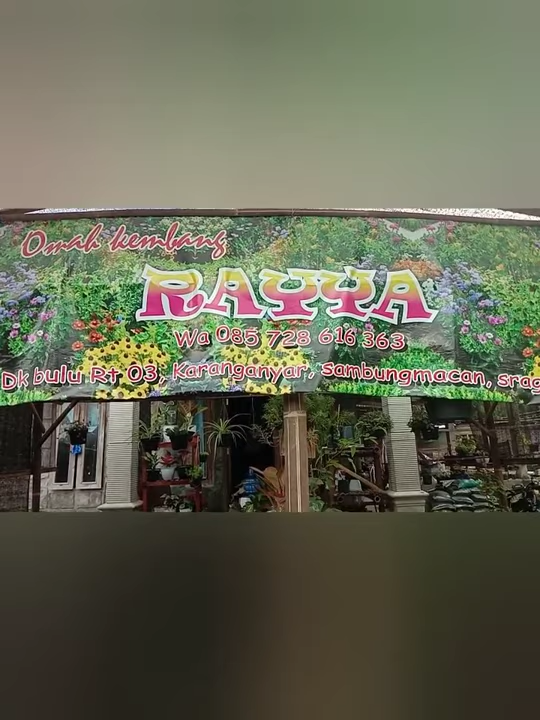 Omah kembang
RAYYA
Wa 085 728 616 363
Dk bulu Rt 03, Karanganyar, Sambungmacan, srag